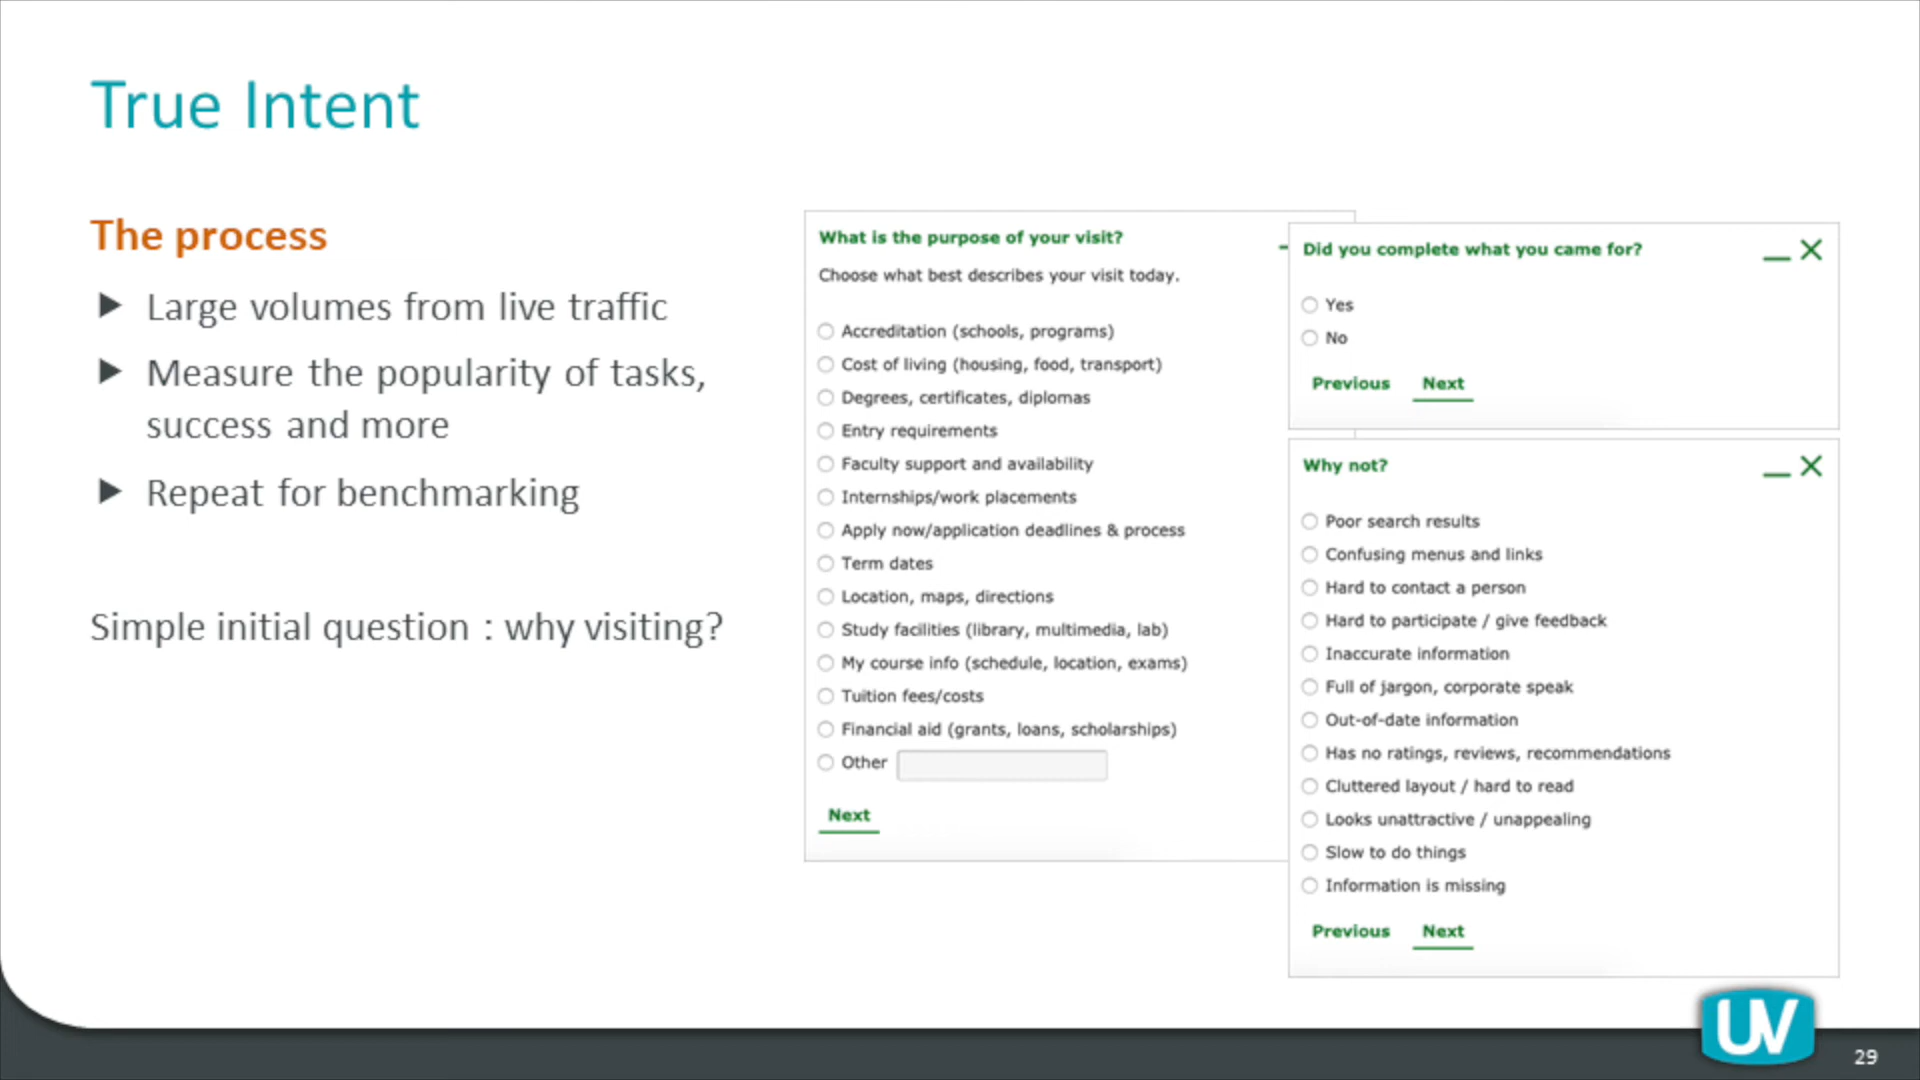 True Intent
The process
Large volumes from live traffic
Measure the popularity of tasks,
success and more
Repeat for benchmarking
Simple initial question : why visiting?
What is the purpose of your visit?
Choose what best describes your visit today.
Accreditation (schools, programs)
Cost of living (housing, food, transport)
Degrees, certificates, diplomas
Entry requirements
Faculty support and availability
Internships/work placements
Apply now/application deadlines & process
Term dates
Location, maps, directions
Study facilities (library, multimedia, lab)
My course info (schedule, location, exams)
Tuition fees/costs
Financial aid (grants, loans, scholarships)
Other
Next
Did you complete what you came for?
Yes
No
Previous Next
Why not?
Poor search results
Confusing menus and links
Hard to contact a person
Hard to participate / give feedback
Inaccurate information
Full of jargon, corporate speak
Out-of-date information
Has no ratings, reviews, recommendations
Cluttered layout / hard to read
Looks unattractive / unappealing
Slow to do things
Information is missing
Previous Next
UV
29